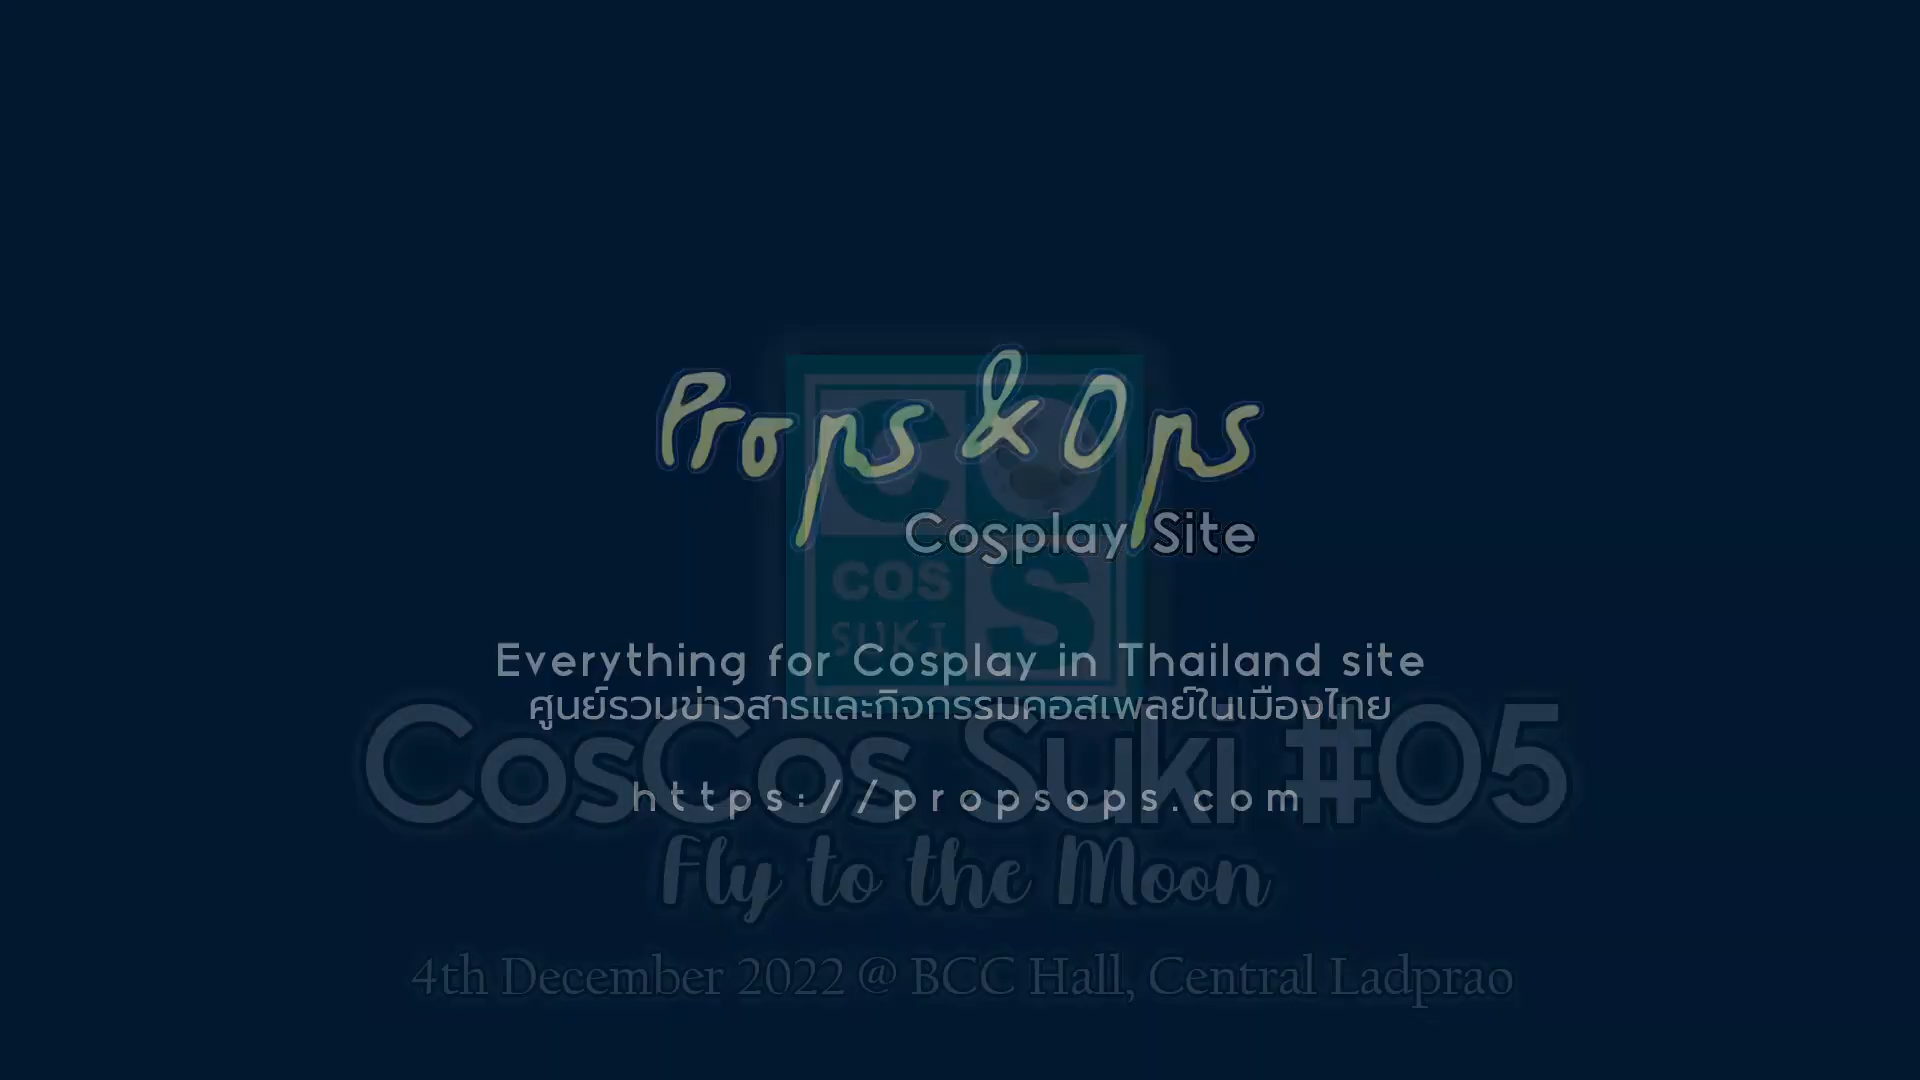 Props & Ops
Cosplay Site
C
COS
SUKI
S
Everything for Cosplay in Thailand site
ศูนย์รวมข่าวสารและกิจกรรมคอสเพลย์ในเมืองไทย
CosCos Suki #05
https://propsops.com
Fly to the Moon
4th December 2022 @ BCC Hall, Central Ladprao